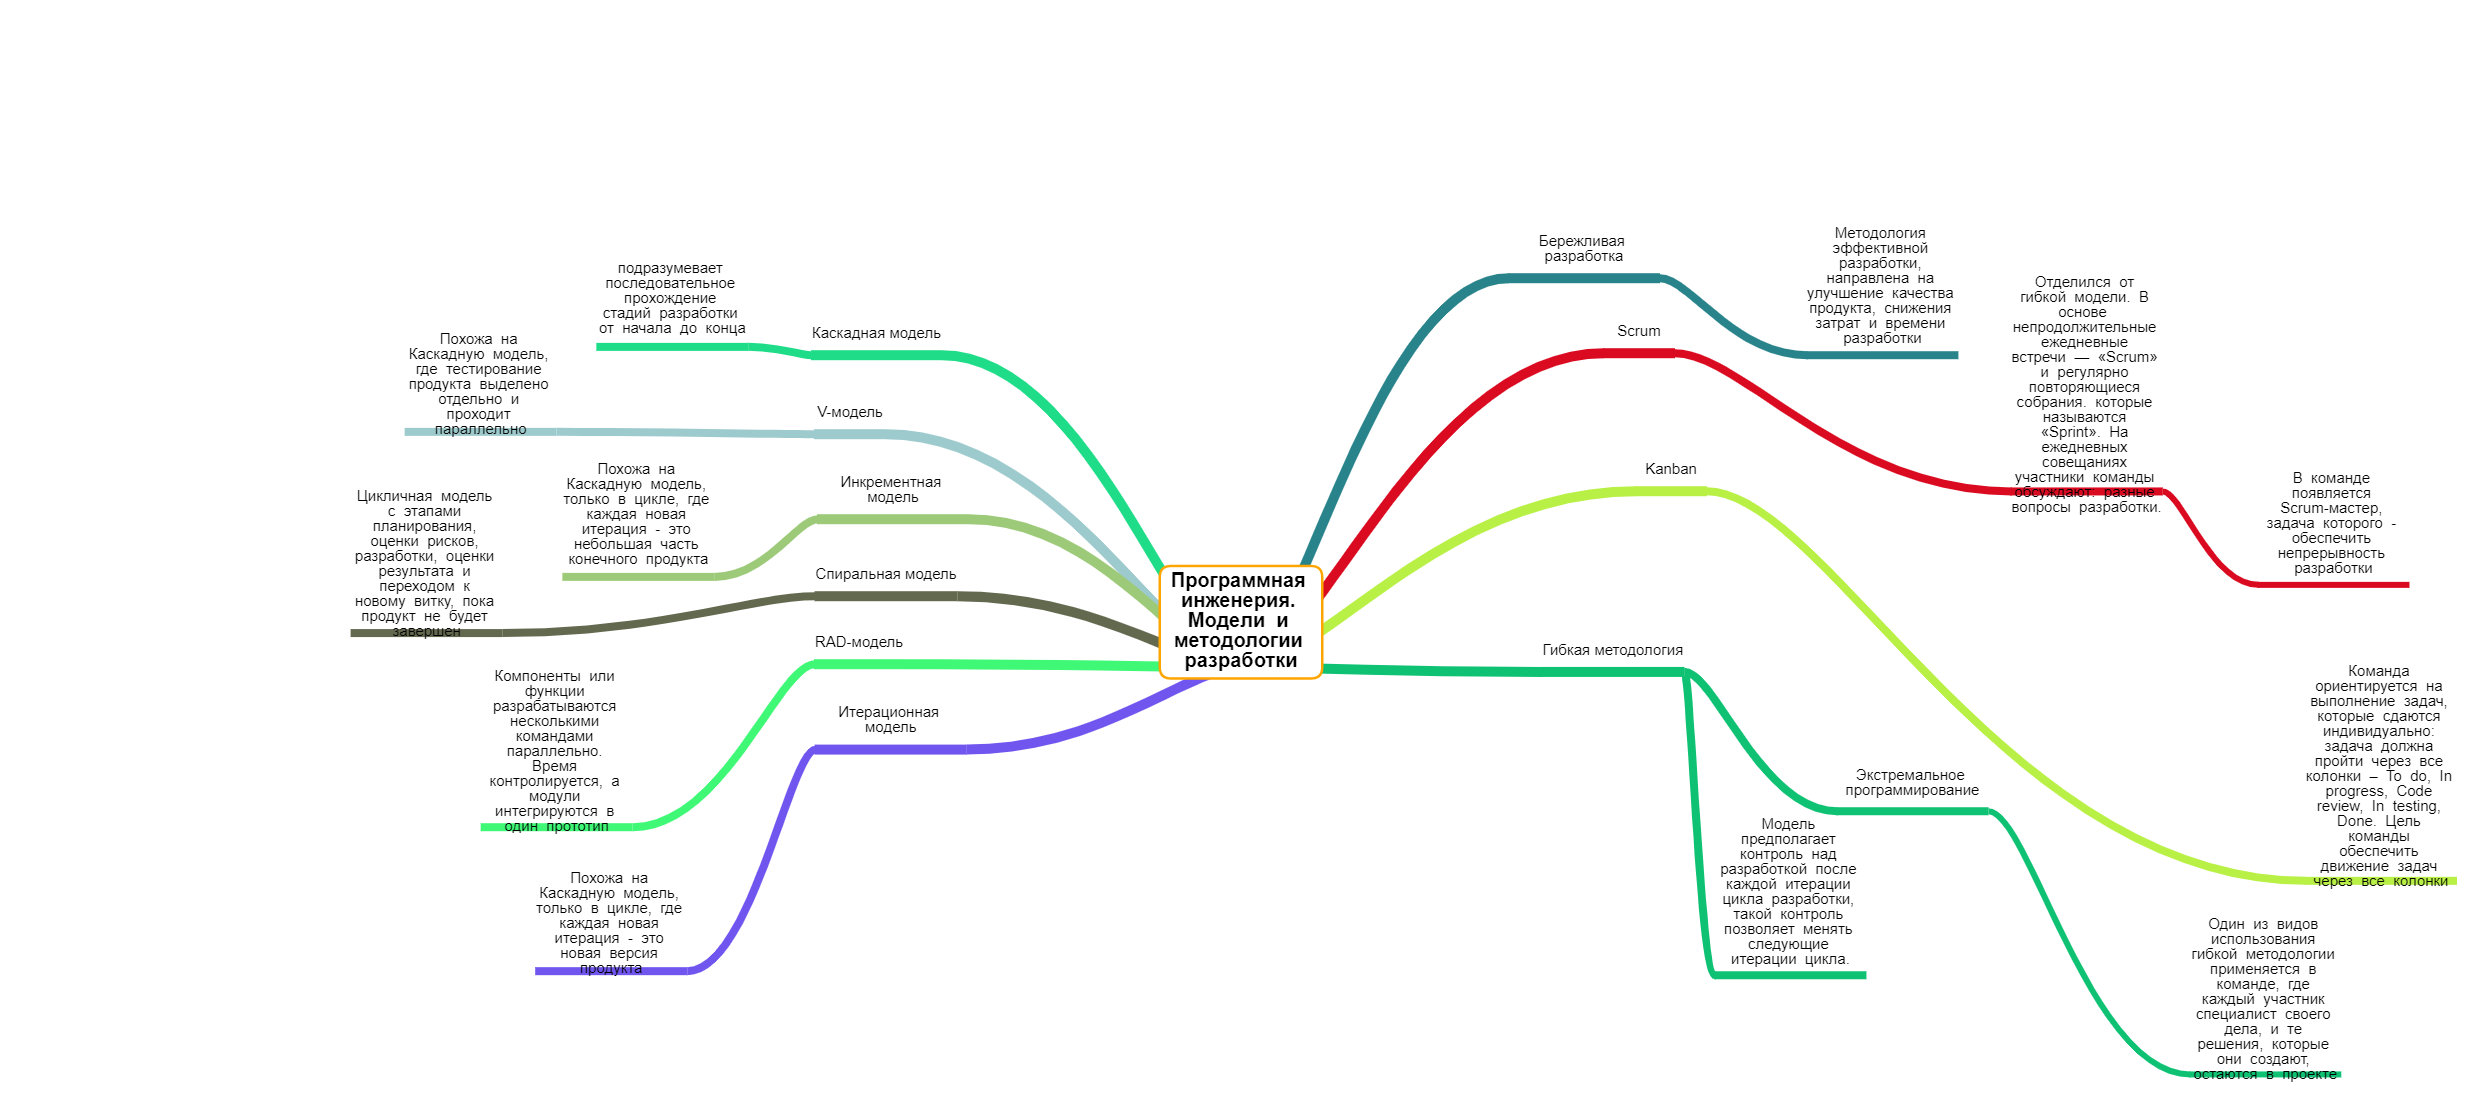 Программная
инженерия.
Модели и
методологии
разработки
Каскадная модель
подразумевает
последовательное
прохождение
стадий разработки
от начала до конца
V-модель
Похожа на
Каскадную модель,
где тестирование
продукта выделено
отдельно и
проходит
параллельно
Инкрементная
модель
Похожа на
Каскадную модель,
только в цикле, где
каждая новая
итерация - это
небольшая часть
конечного продукта
Спиральная модель
Цикличная модель
с этапами
планирования,
оценки рисков,
разработки, оценки
результата и
переходом к
новому витку, пока
продукт не будет
завершен
RAD-модель
Компоненты или
функции
разрабатываются
несколькими
командами
параллельно.
Время
контролируется, а
модули
интегрируются в
один прототип
Итерационная
модель
Похожа на
Каскадную модель,
только в цикле, где
каждая новая
итерация - это
новая версия
продукта
Бережливая
разработка
Методология
эффективной
разработки,
направлена на
улучшение качества
продукта, снижения
затрат и времени
разработки
Scrum
Отделился от
гибкой модели. В
основе
непродолжительные
ежедневные
встречи — «Scrum»
и регулярно
повторяющиеся
собрания. которые
называются
«Sprint». На
ежедневных
совещаниях
участники команды
обсуждают. разные
вопросы разработки.
В команде
появляется
Scrum-мастер,
задача которого -
обеспечить
непрерывность
разработки
Kanban
Команда
ориентируется на
выполнение задач,
которые сдаются
индивидуально:
задача должна
пройти через все
колонки – To do, In
progress, Code
review, In testing,
Done. Цель
команды
обеспечить
движение задач
через все колонки
Гибкая методология
Экстремальное
программирование
Один из видов
использования
гибкой методологии
применяется в
команде, где
каждый участник
специалист своего
дела, и те
решения, которые
они создают,
остаются в проекте
Модель
предполагает
контроль над
разработкой после
каждой итерации
цикла разработки,
такой контроль
позволяет менять
следующие
итерации цикла.